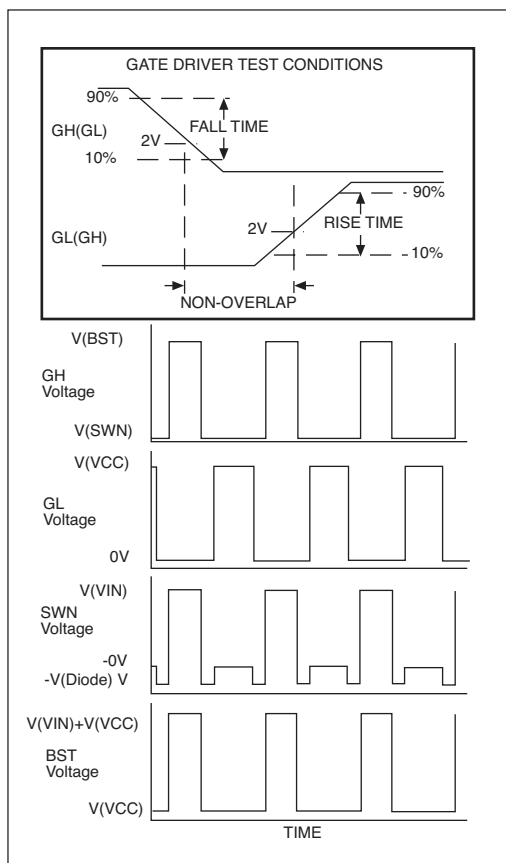 GATE DRIVER TEST CONDITIONS
90%
FALL TIME
GH(GL)
2V
10%
90%
RISE TIME
2V
GL(GH)
10%
NON-OVERLAP
V(BST)
GH
Voltage
V(SWN)
V(VCC)
GL
Voltage
0V
V(VIN)
SWN
Voltage
-0V
-V(Diode) V
V(VIN)+V(VCC)
BST
Voltage
V(VCC)
TIME